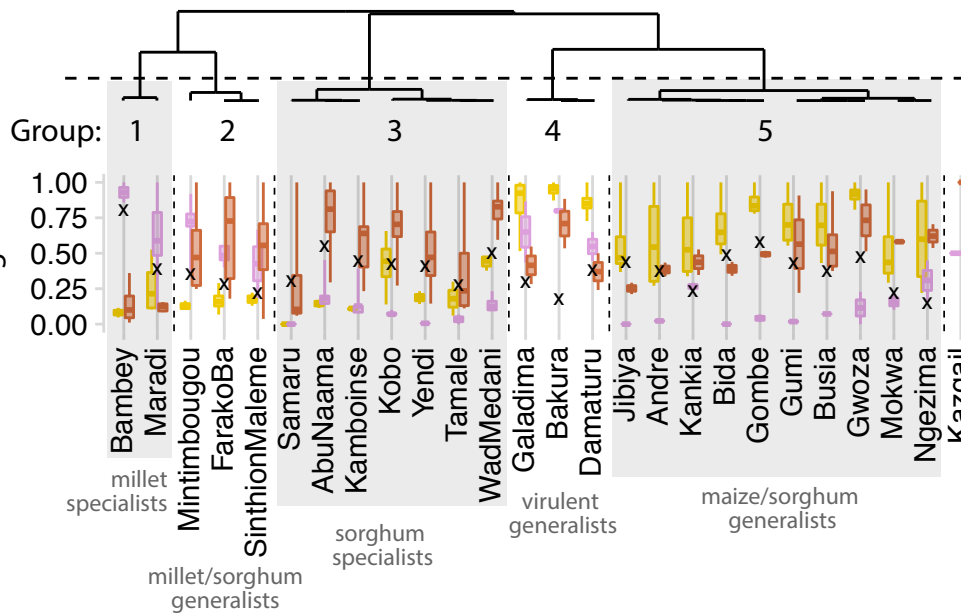 Group: 1 2 3 4 5
1.00
0.75
0.50
0.25
0.00
x x x x x x x x x x x x x x x x x x x x x x x x x
Bambey
Maradi
Mintimbougou
FarakoBa
SinthionMaleme
Samaru
AbuNaama
Kamboinse
Kobo
Yendi
Tamale
WadMedani
Galadima
Bakura
Damaturu
Jibiya
Andre
Kankia
Bida
Gombe
Gumi
Busia
Gwoza
Mokwa
Ngezima
Kazgail
millet
specialists
millet/sorghum
generalists
sorghum
specialists
virulent
generalists
maize/sorghum
generalists